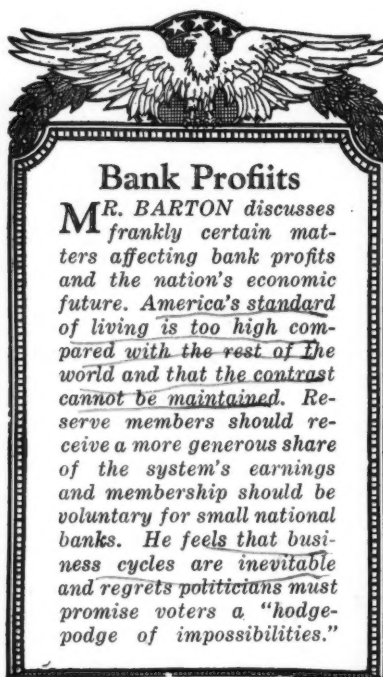 Bank Profiits
MR. BARTON discusses
frankly certain mat-
ters affecting bank profits
and the nation's economic
future. America's standard
of living is too high com-
pared with the rest of the
world and that the contrast
cannot be maintained. Re-
serve members should re-
ceive a more generous share
of the system's earnings
and membership should be
voluntary for small national
banks. He feels that busi-
ness cycles are inevitable
and regrets politicians must
promise voters a “hodge-
podge of impossibilities.”